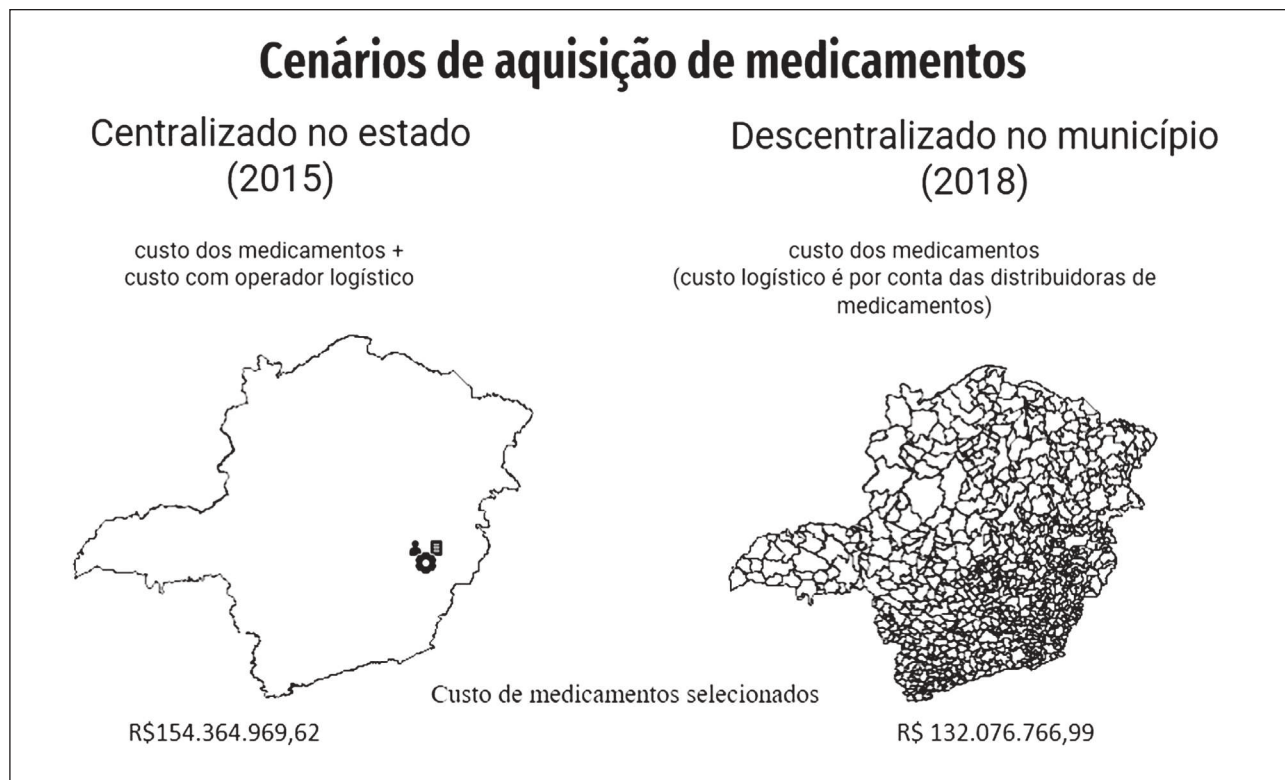 Cenários de aquisição de medicamentos
Centralizado no estado
(2015)
custo dos medicamentos +
custo com operador logístico
Descentralizado no município
(2018)
custo dos medicamentos
(custo logístico é por conta das distribuidoras de
medicamentos)
Custo de medicamentos selecionados
R$154.364.969,62
R$ 132.076.766,99